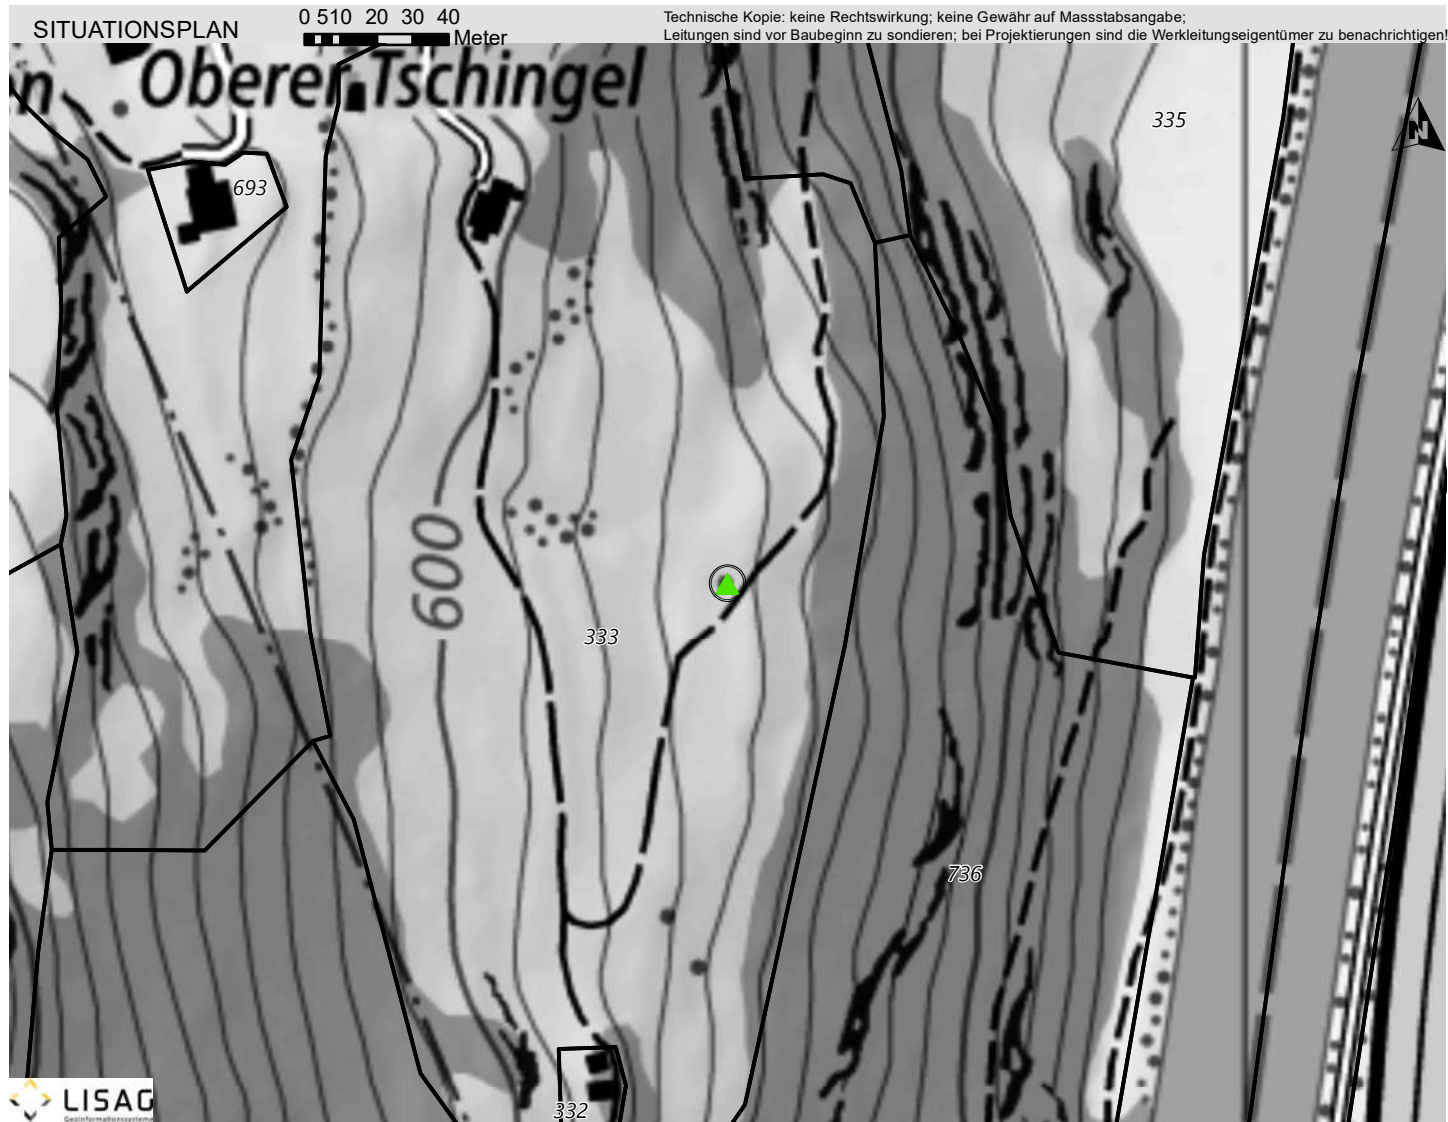 SITUATIONSPLAN
0 510 20 30 40
Meter
Technische Kopie: keine Rechtswirkung; keine Gewähr auf Massstabsangabe;
Leitungen sind vor Baubeginn zu sondieren; bei Projektierungen sind die Werkleitungseigentümer zu benachrichtigen!
n
Oberer Tschingel
335
N
693
600
333
736
332
LISAG
Geoinformationssysteme